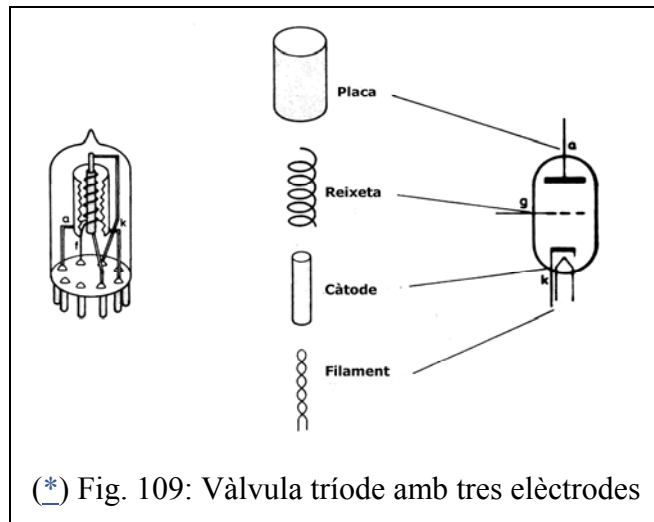 Placa
a
Reixeta
g
a
k
f
Càtode
k
Filament
(*) Fig. 109: Vàlvula tríode amb tres elèctrodes